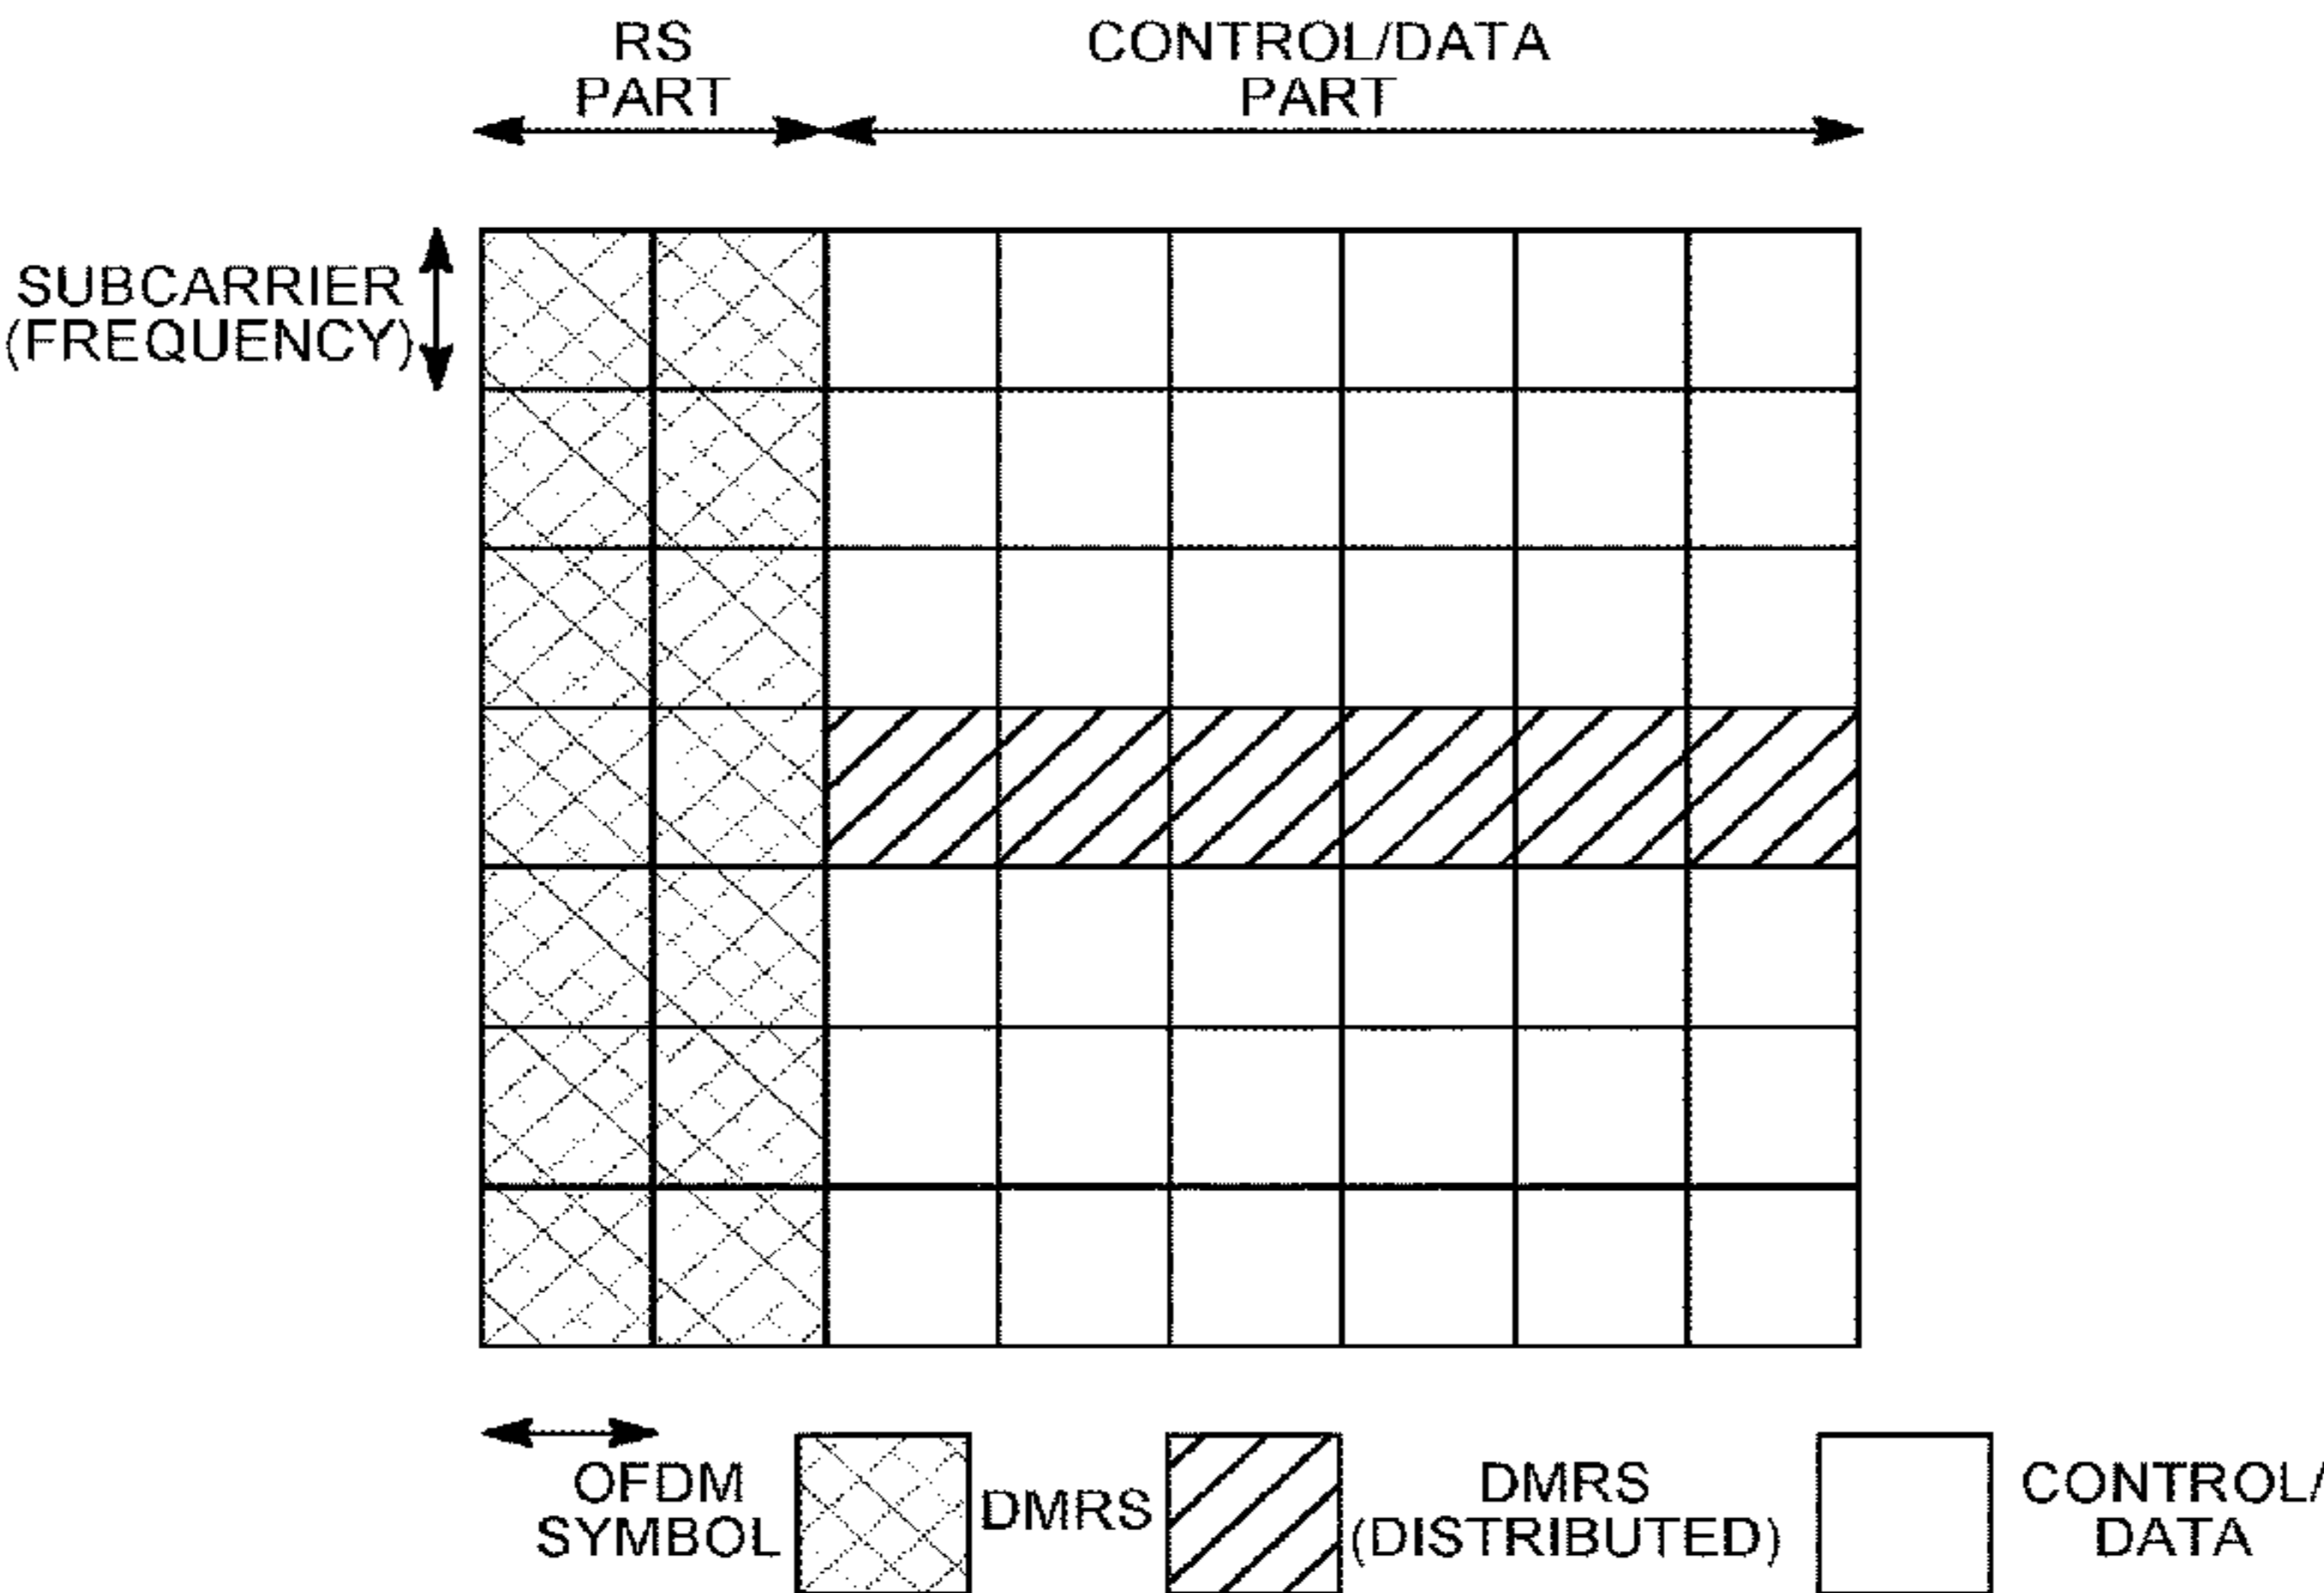 RS
PART
CONTROL/DATA
PART
SUBCARRIER
(FREQUENCY)
OFDM
SYMBOL
DMRS
DMRS
(DISTRIBUTED)
CONTROL/
DATA